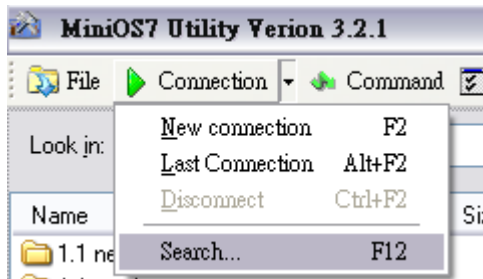 MiniOS7 Utility Verion 3.2.1
File Connection Command
New connection F2
Look in:
Last Connection Alt+F2
Disconnect Ctrl+F2
Name
Search... F12
1.1 ne